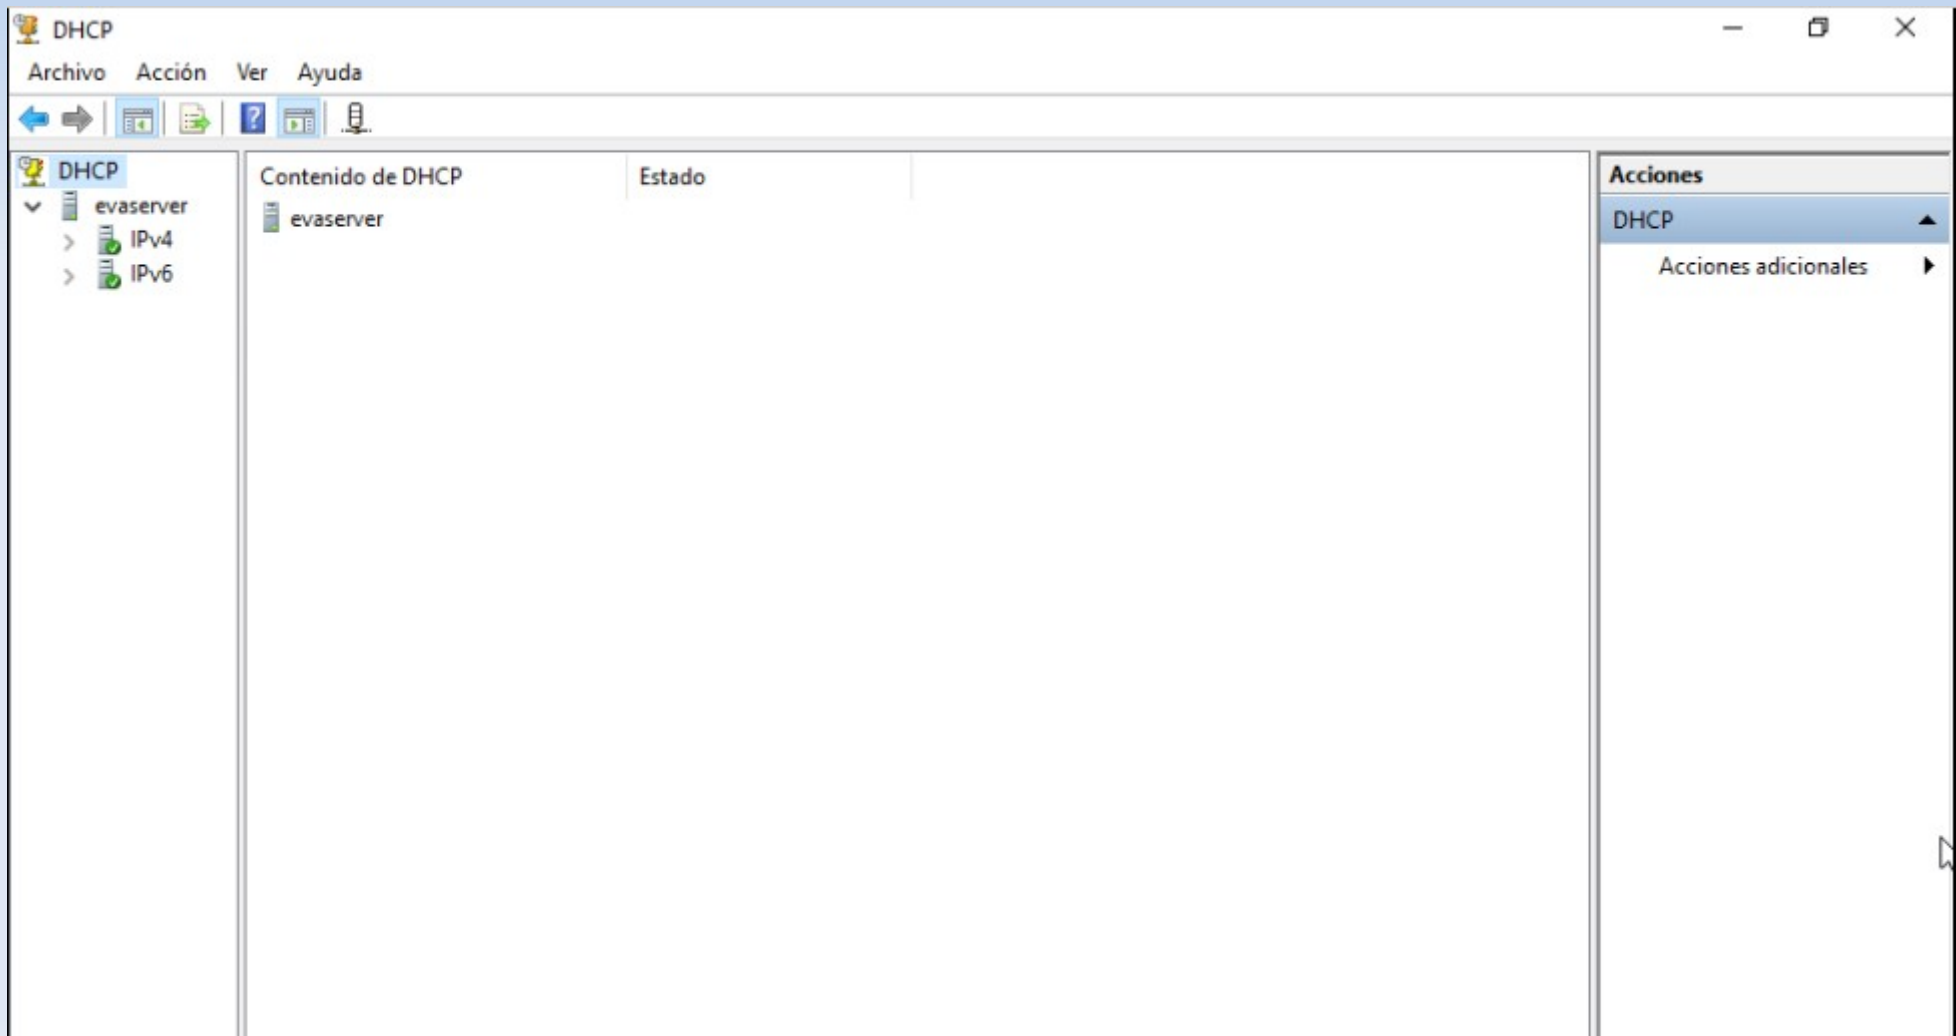 DHCP
Archivo Acción Ver Ayuda
?
DHCP
evaserver
IPv4
IPv6
Contenido de DHCP Estado
evaserver
Acciones
DHCP
Acciones adicionales